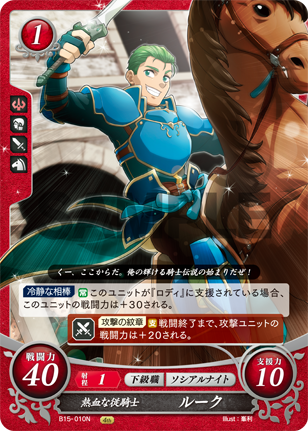 1
くー、ここからだ。俺の輝ける騎士伝説の始まりだぜ!
冷静な相棒 常 このユニットが『ロディ』に支援されている場合、
このユニットの戦闘力は+30される。
攻撃の紋章 支 戦闘終了まで、攻撃ユニットの
戦闘力は+20される。
戦闘力 40
射程 1 下級職 ソシアルナイト
支援力 10
熱血な従騎士 ルーク
B15-010N Illust:雛村